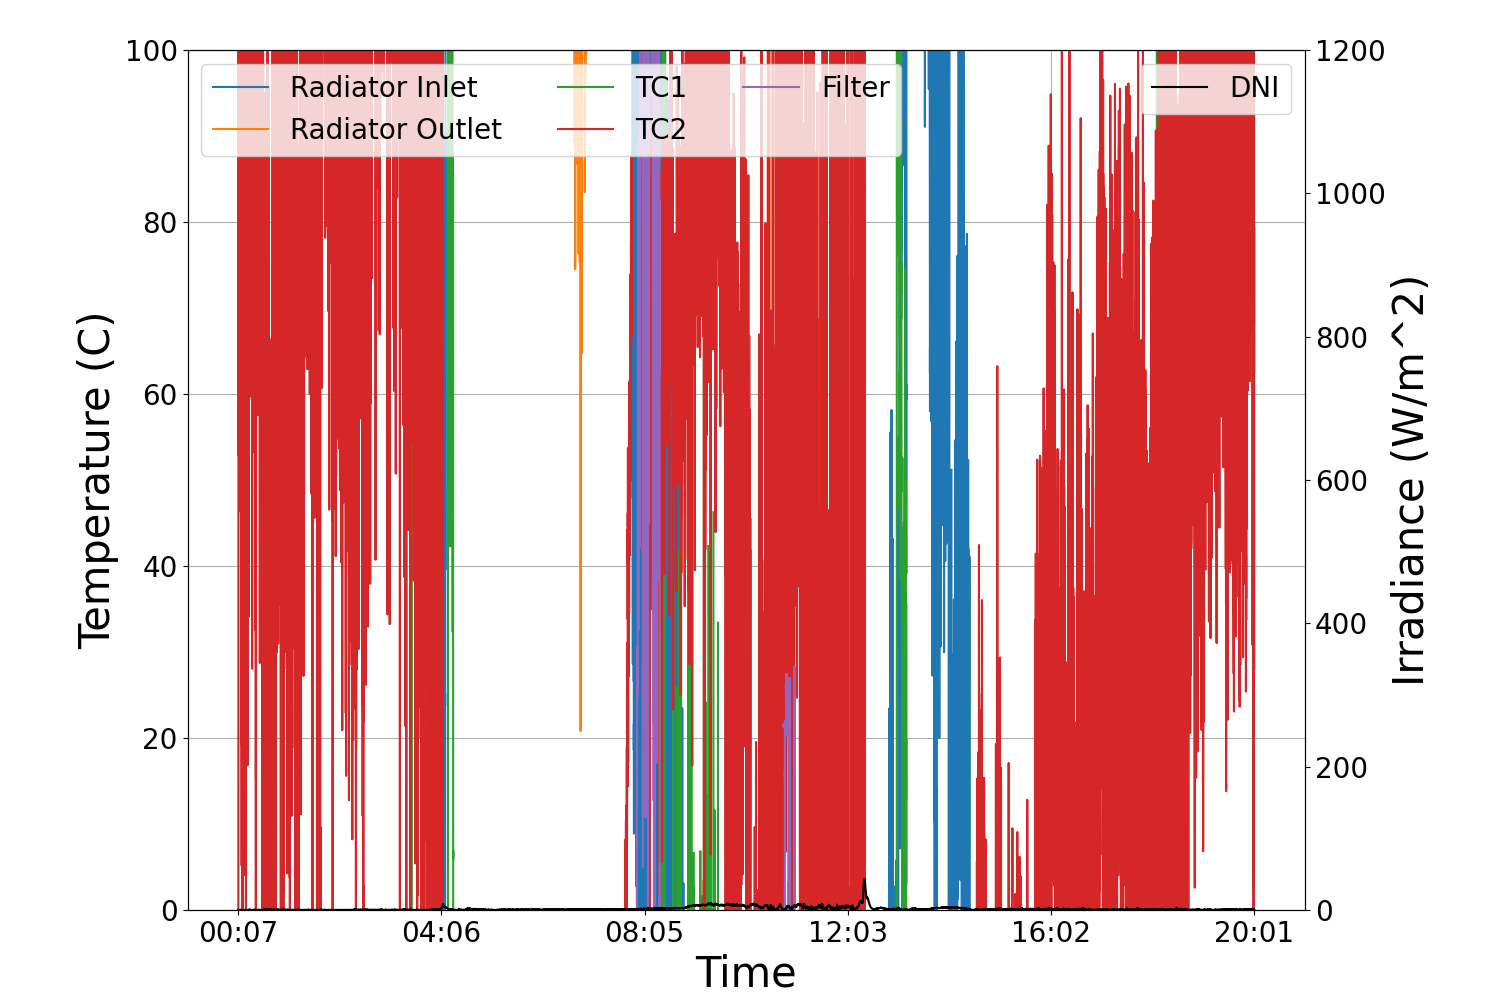 100
80
60
40
20
0
Temperature (C)
Radiator Inlet
Radiator Outlet
TC1
TC2
Filter
DNI
1200
1000
800
600
400
200
0
Irradiance (W/m^2)
00:07 04:06 08:05 12:03 16:02 20:01
Time